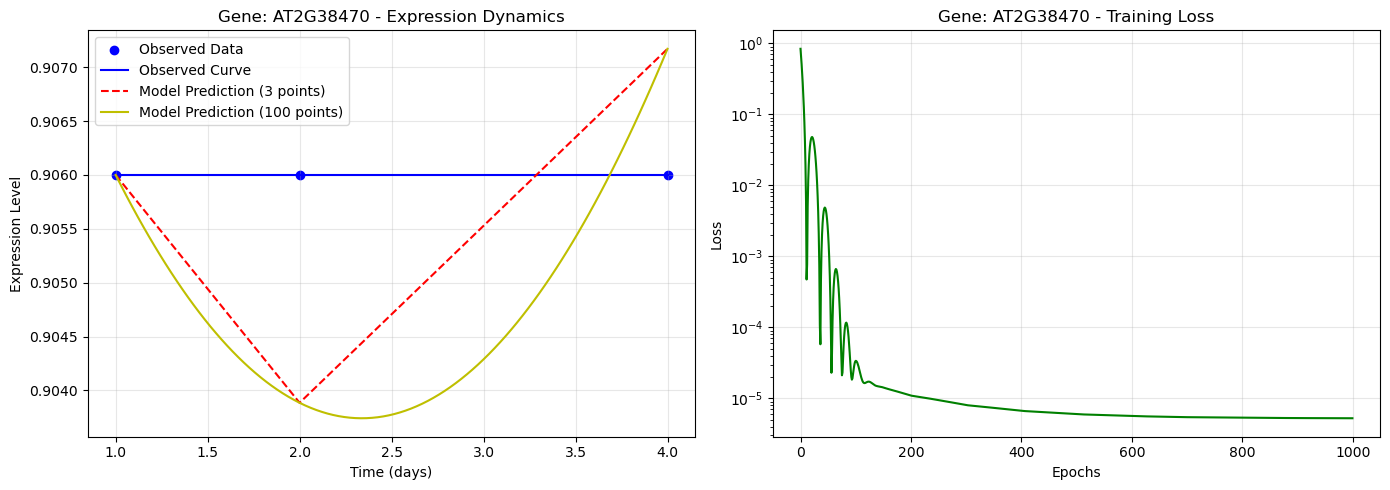 Gene: AT2G38470 - Expression Dynamics
Observed Data
Observed Curve
Model Prediction (3 points)
Model Prediction (100 points)
Expression Level
0.9070
0.9065
0.9060
0.9055
0.9050
0.9045
0.9040
1.0 1.5 2.0 2.5 3.0 3.5 4.0
Time (days)
Gene: AT2G38470 - Training Loss
Loss
10⁰
10⁻¹
10⁻²
10⁻³
10⁻⁴
10⁻⁵
0 200 400 600 800 1000
Epochs